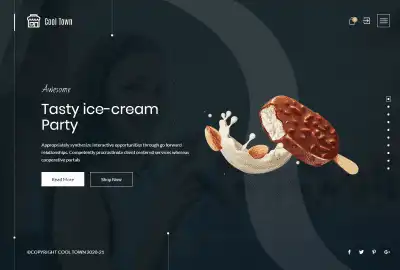 Cool Town
Awesome
Tasty ice-cream
Party
Appropriately synthesize interactive opportunities through go forward
relationships. Competently procrastinate client centered services whereas
cooperative portals
Read More
Shop Now
©COPYRIGHT COOL TOWN 2020-21